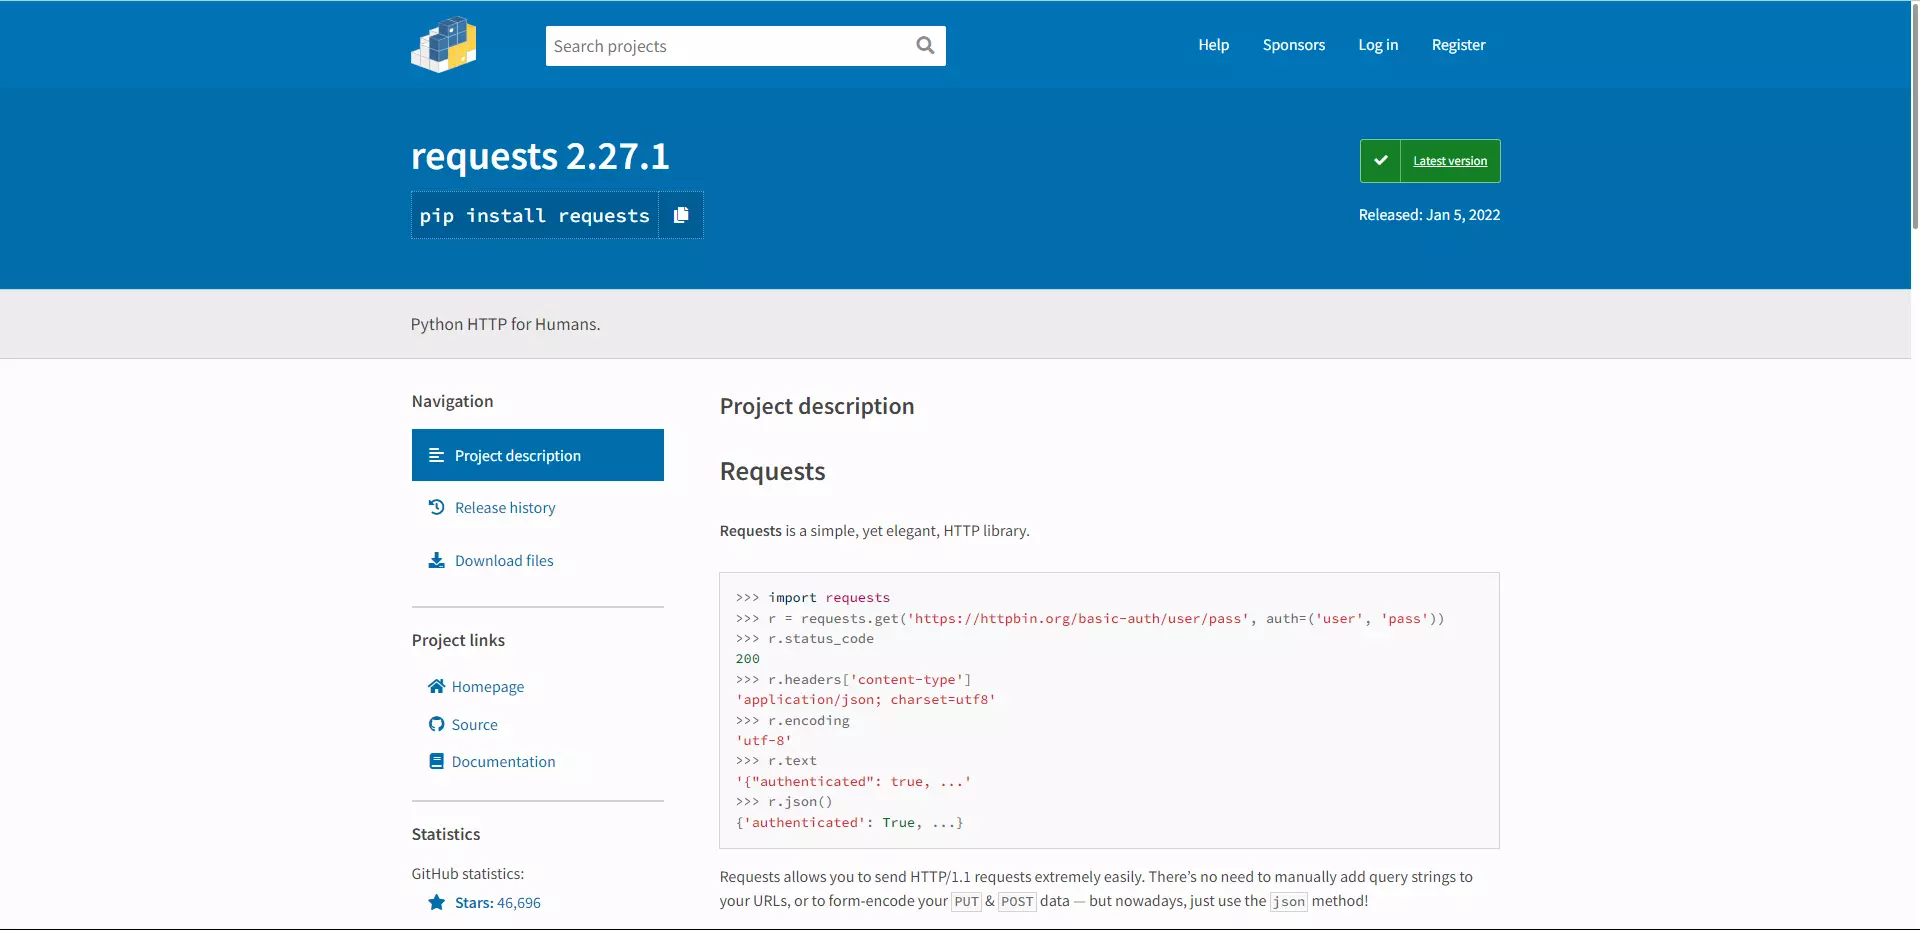 Search projects
Help
Sponsors
Log in
Register
requests 2.27.1
Latest version
pip install requests
Released: Jan 5, 2022
Python HTTP for Humans.
Navigation
Project description
Release history
Download files
Project links
Homepage
Source
Documentation
Statistics
GitHub statistics:
Stars: 46,696
Project description
Requests
Requests is a simple, yet elegant, HTTP library.
>>> import requests
>>> r = requests.get('https://httpbin.org/basic-auth/user/pass', auth=('user', 'pass'))
>>> r.status_code
200
>>> r.headers['content-type']
'application/json; charset=utf8'
>>> r.encoding
'utf-8'
>>> r.text
'{"authenticated": true, ...'
>>> r.json()
{'authenticated': True, ...}
Requests allows you to send HTTP/1.1 requests extremely easily. There’s no need to manually add query strings to
your URLs, or to form-encode your PUT & POST data — but nowadays, just use the json method!